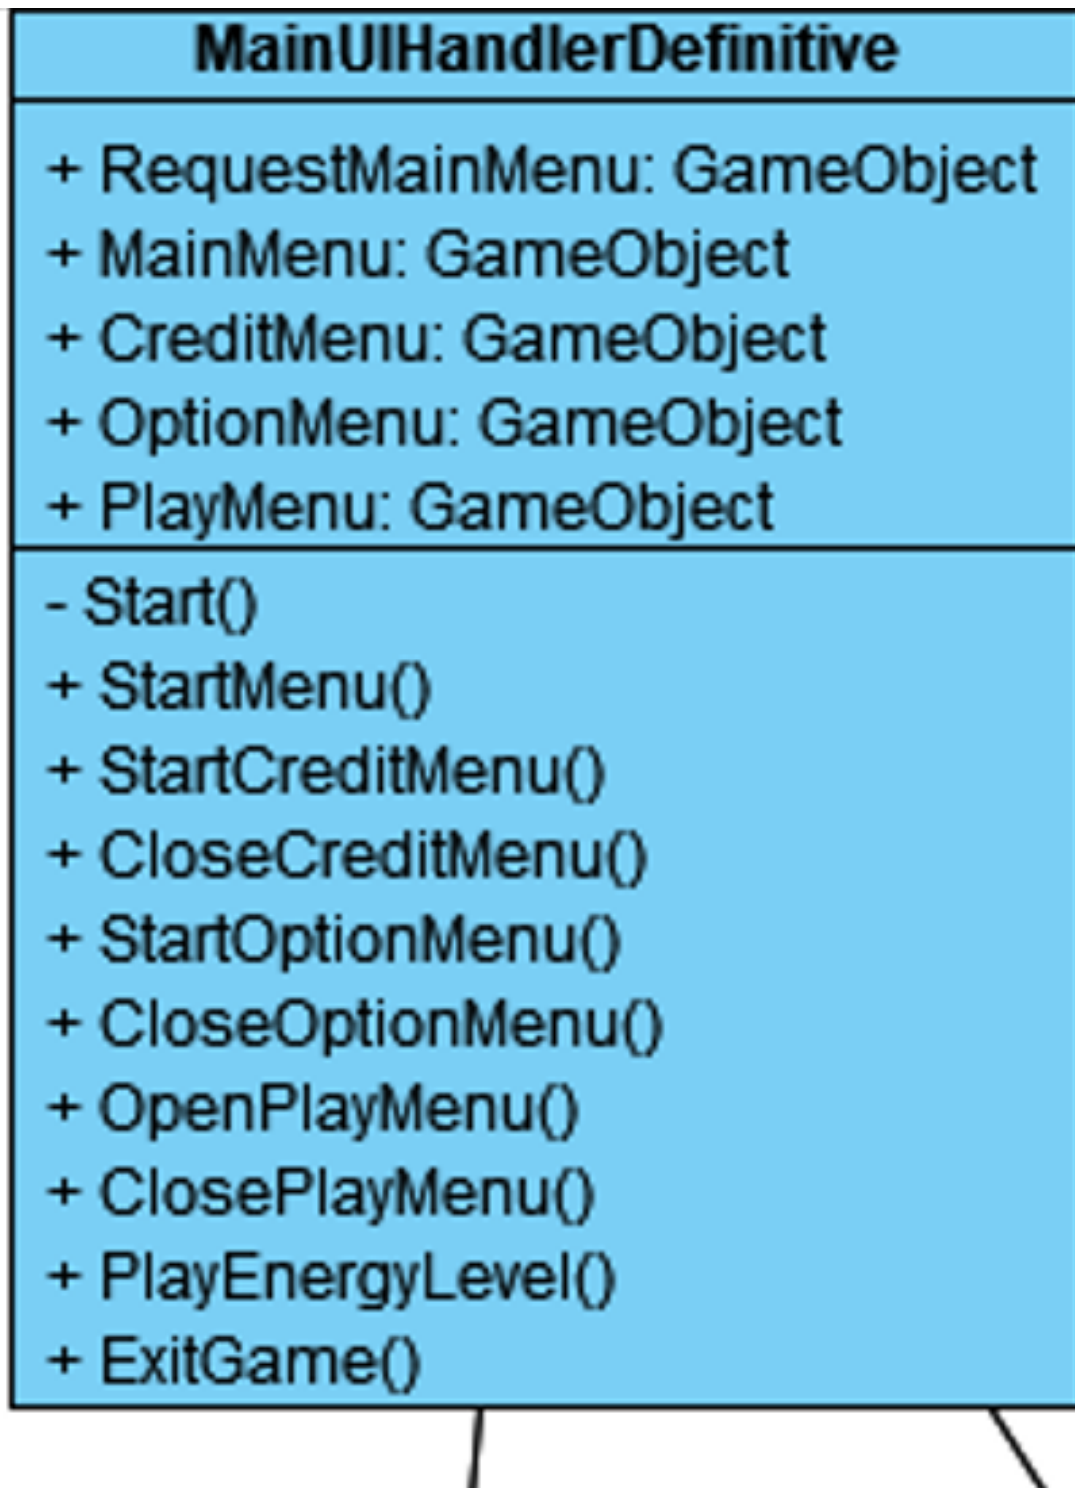 MainUIHandlerDefinitive
+ RequestMainMenu: GameObject
+ MainMenu: GameObject
+ CreditMenu: GameObject
+ OptionMenu: GameObject
+ PlayMenu: GameObject
- Start()
+ StartMenu()
+ StartCreditMenu()
+ CloseCreditMenu()
+ StartOptionMenu()
+ CloseOptionMenu()
+ OpenPlayMenu()
+ ClosePlayMenu()
+ PlayEnergyLevel()
+ ExitGame()